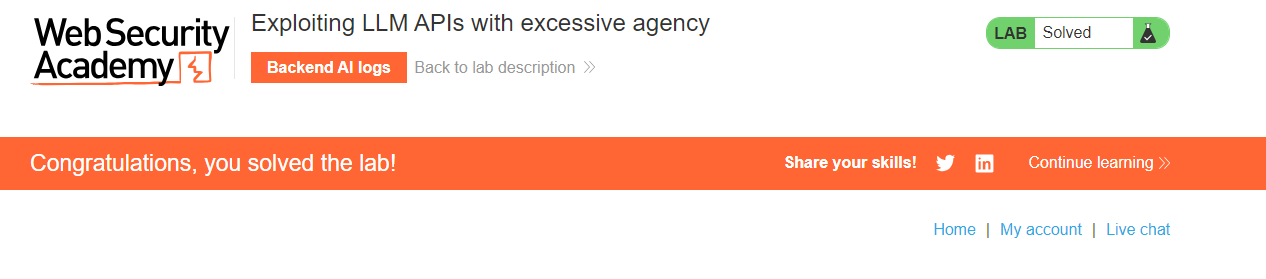 Web Security
Academy
Exploiting LLM APIs with excessive agency
Backend AI logs
Back to lab description
LAB
Solved
Congratulations, you solved the lab!
Share your skills!
Continue learning
Home | My account | Live chat